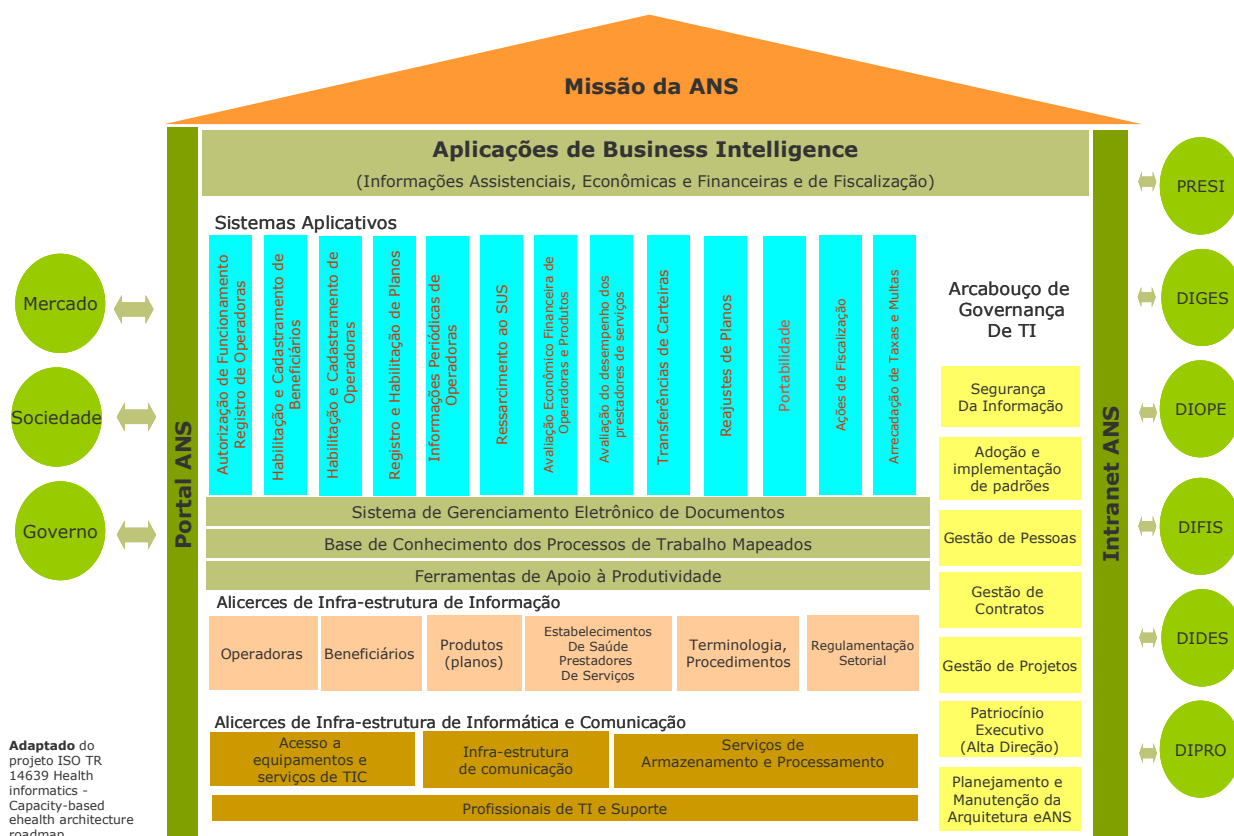 Missão da ANS
Aplicações de Business Intelligence
(Informações Assistenciais, Econômicas e Financeiras e de Fiscalização)
Portal ANS
Intranet ANS
Mercado
Sociedade
Governo
Sistemas Aplicativos
Autorização de Funcionamento
Registro de Operadoras
Habilitação e Cadastramento de
Beneficiários
Habilitação e Cadastramento de
Operadoras
Registro e Habilitação de Planos
Informações Periódicas de
Operadoras
Ressarcimento ao SUS
Avaliação Econômico Financeira de
Operadoras e Produtos
Avaliação do desempenho dos
prestadores de serviços
Transferências de Carteiras
Reajustes de Planos
Portabilidade
Ações de Fiscalização
Arrecadação de Taxas e Multas
Sistema de Gerenciamento Eletrônico de Documentos
Base de Conhecimento dos Processos de Trabalho Mapeados
Ferramentas de Apoio à Produtividade
Alicerces de Infra-estrutura de Informação
Operadoras
Beneficiários
Produtos
(planos)
Estabelecimentos
De Saúde
Prestadores
De Serviços
Terminologia,
Procedimentos
Regulamentação
Setorial
Alicerces de Infra-estrutura de Informática e Comunicação
Acesso a
equipamentos e
serviços de TIC
Infra-estrutura
de comunicação
Serviços de
Armazenamento e Processamento
Profissionais de TI e Suporte
Arcabouço de
Governança
De TI
Segurança
Da Informação
Adoção e
implementação
de padrões
Gestão de Pessoas
Gestão de
Contratos
Gestão de Projetos
Patriocínio
Executivo
(Alta Direção)
Planejamento e
Manutenção da
Arquitetura eANS
PRESI
DIGES
DIOPE
DIFIS
DIDES
DIPRO
Adaptado do
projeto ISO TR
14639 Health
informatics -
Capacity-based
ehealth architecture
roadmap